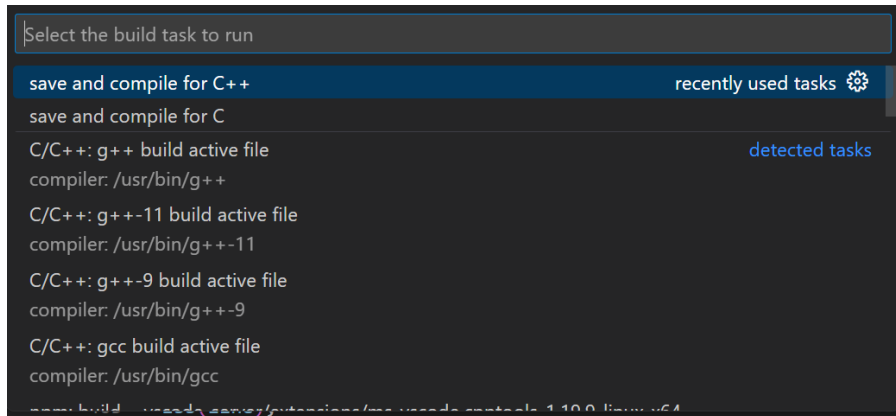 Select the build task to run
save and compile for C++ recently used tasks
save and compile for C
C/C++: g++ build active file detected tasks
compiler: /usr/bin/g++
C/C++: g++-11 build active file
compiler: /usr/bin/g++-11
C/C++: g++-9 build active file
compiler: /usr/bin/g++-9
C/C++: gcc build active file
compiler: /usr/bin/gcc